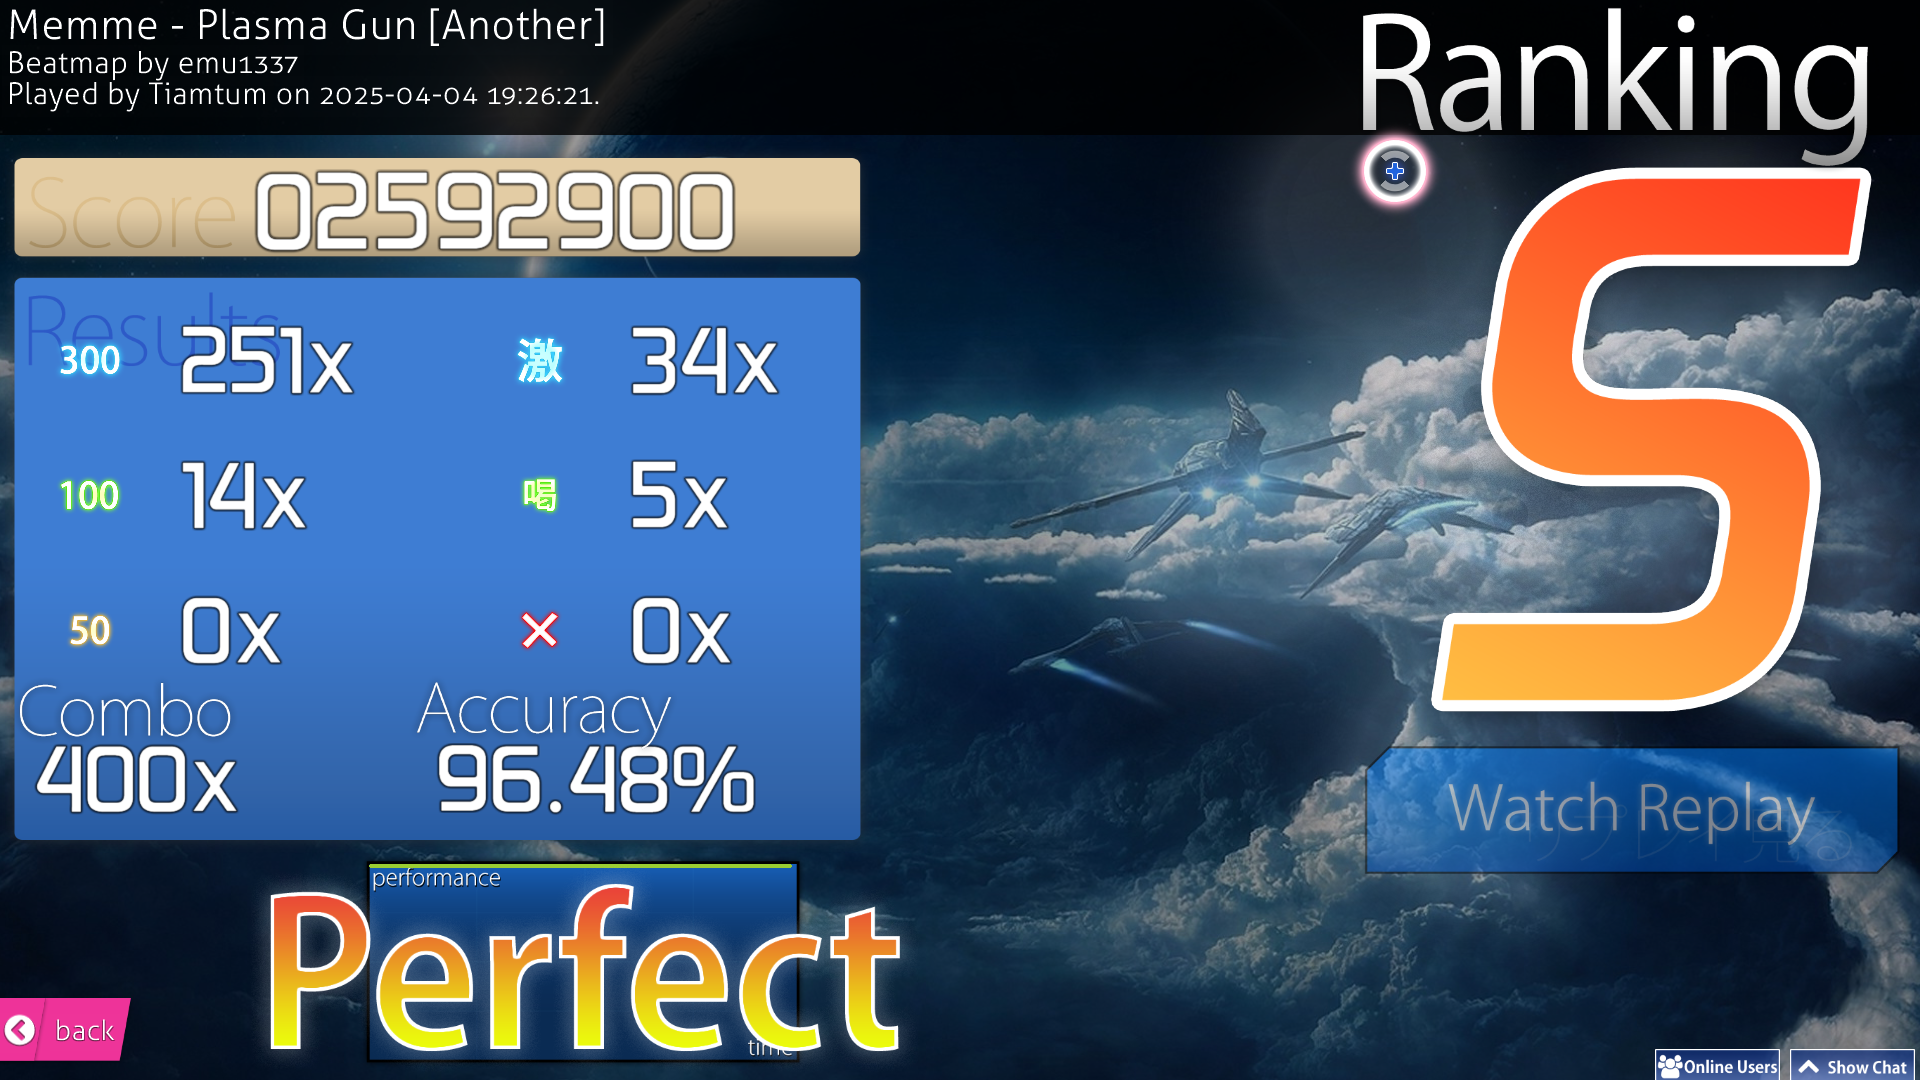 Memme - Plasma Gun [Another]
Beatmap by emu1337
Played by Tiamtum on 2025-04-04 19:26:21.
Ranking
Score 02592900
Results
300 251x 激 34x
100 14x 喝 5x
50 0x 0x
Combo Accuracy
400x 96.48%
S
Watch Replay
performance
Perfect
time
back
Online Users Show Chat